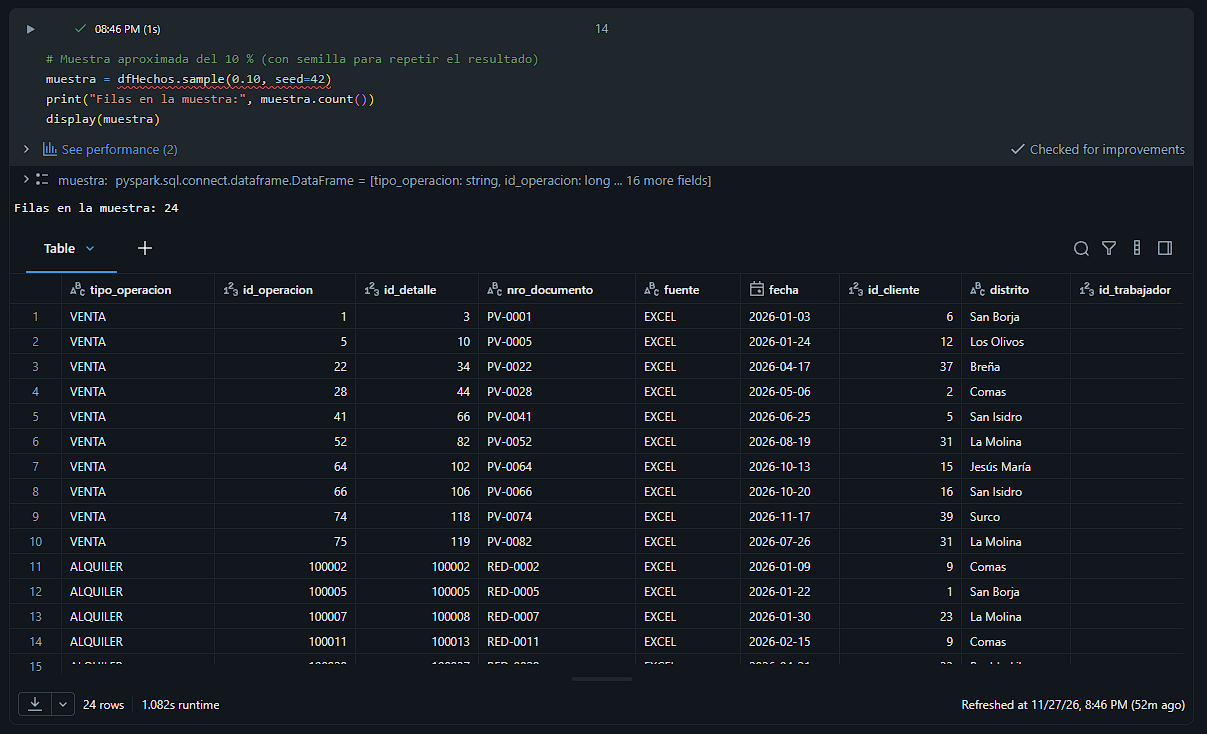 08:46 PM (1s)
14
# Muestra aproximada del 10 % (con semilla para repetir el resultado)
muestra = dfHechos.sample(0.10, seed=42)
print("Filas en la muestra:", muestra.count())
display(muestra)
See performance (2)
Checked for improvements
muestra: pyspark.sql.connect.dataframe.DataFrame = [tipo_operacion: string, id_operacion: long ... 16 more fields]
Filas en la muestra: 24
Table
tipo_operacion id_operacion id_detalle nro_documento fuente fecha id_cliente distrito id_trabajador
1 VENTA 1 3 PV-0001 EXCEL 2026-01-03 6 San Borja
2 VENTA 5 10 PV-0005 EXCEL 2026-01-24 12 Los Olivos
3 VENTA 22 34 PV-0022 EXCEL 2026-04-17 37 Breña
4 VENTA 28 44 PV-0028 EXCEL 2026-05-06 2 Comas
5 VENTA 41 66 PV-0041 EXCEL 2026-06-25 5 San Isidro
6 VENTA 52 82 PV-0052 EXCEL 2026-08-19 31 La Molina
7 VENTA 64 102 PV-0064 EXCEL 2026-10-13 15 Jesús María
8 VENTA 66 106 PV-0066 EXCEL 2026-10-20 16 San Isidro
9 VENTA 74 118 PV-0074 EXCEL 2026-11-17 39 Surco
10 VENTA 75 119 PV-0082 EXCEL 2026-07-26 31 La Molina
11 ALQUILER 100002 100002 RED-0002 EXCEL 2026-01-09 9 Comas
12 ALQUILER 100005 100005 RED-0005 EXCEL 2026-01-22 1 San Borja
13 ALQUILER 100007 100008 RED-0007 EXCEL 2026-01-30 23 La Molina
14 ALQUILER 100011 100013 RED-0011 EXCEL 2026-02-15 9 Comas
15 ALQUILER
24 rows
1.082s runtime
Refreshed at 11/27/26, 8:46 PM (52m ago)